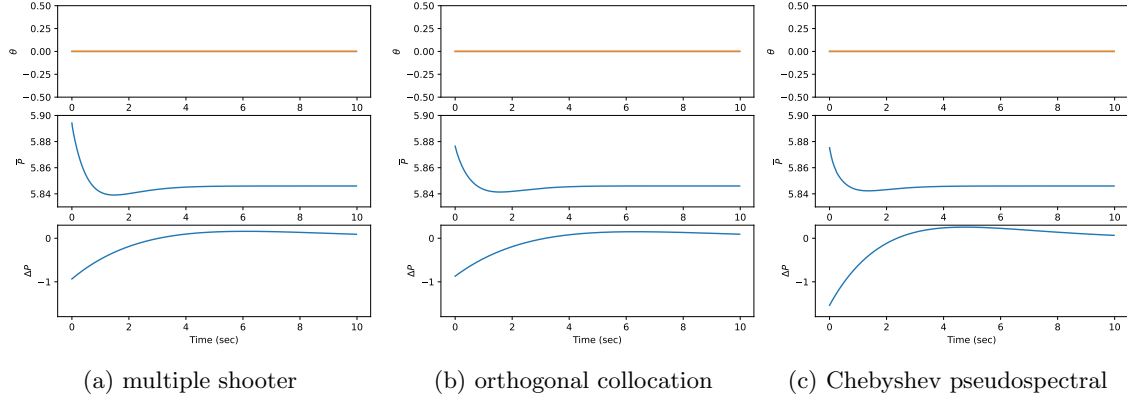 0.50
0.25
0.00
−0.25
−0.50
θ
0 2 4 6 8 10
5.90
5.88
5.86
5.84
P̅
0 2 4 6 8 10
0
−1
ΔP
0 2 4 6 8 10
Time (sec)
(a) multiple shooter
0.50
0.25
0.00
−0.25
−0.50
θ
0 2 4 6 8 10
5.90
5.88
5.86
5.84
P̅
0 2 4 6 8 10
0
−1
ΔP
0 2 4 6 8 10
Time (sec)
(b) orthogonal collocation
0.50
0.25
0.00
−0.25
−0.50
θ
0 2 4 6 8 10
5.90
5.88
5.86
5.84
P̅
0 2 4 6 8 10
0
−1
ΔP
0 2 4 6 8 10
Time (sec)
(c) Chebyshev pseudospectral